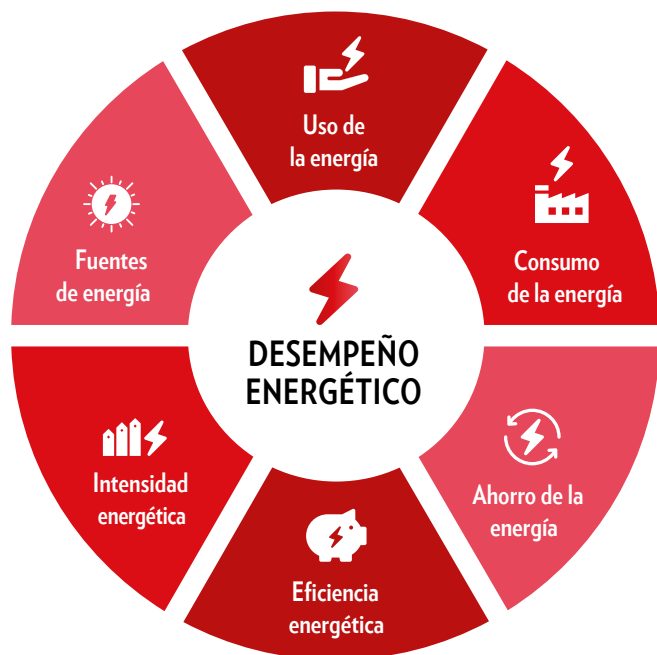 Uso de
la energía
Consumo
de la energía
Ahorro de la
energía
Eficiencia
energética
Intensidad
energética
Fuentes
de energía
DESEMPEÑO
ENERGÉTICO